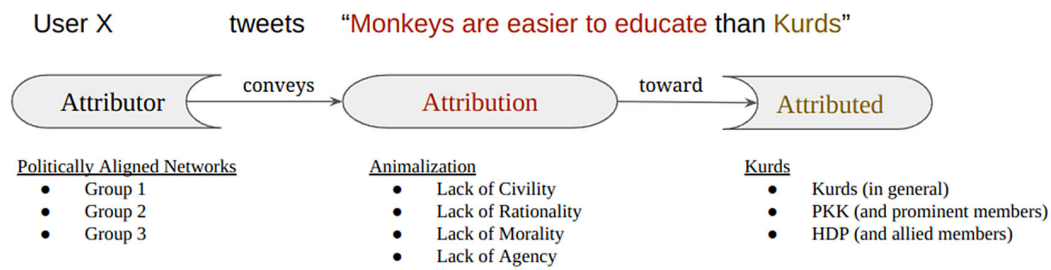 User X tweets “Monkeys are easier to educate than Kurds”
conveys toward
Attributor Attribution Attributed
Politically Aligned Networks Animalization Kurds
● Group 1 ● Lack of Civility ● Kurds (in general)
● Group 2 ● Lack of Rationality ● PKK (and prominent members)
● Group 3 ● Lack of Morality ● HDP (and allied members)
● Lack of Agency